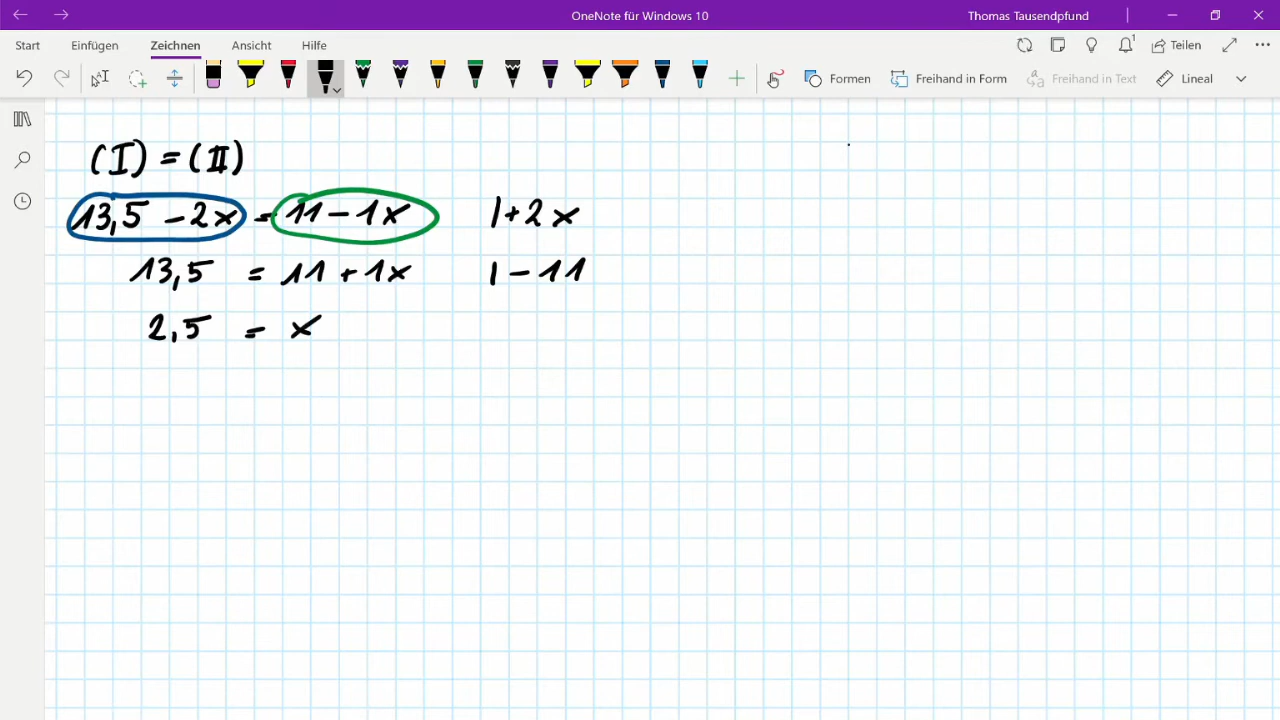 OneNote für Windows 10
Thomas Tausendpfund
Start Einfügen Zeichnen Ansicht Hilfe
1
Teilen
Formen
Freihand in Form
Freihand in Text
Lineal
(I) = (II)
13,5 - 2x = 11 - 1x |+2x
13,5 = 11 + 1x |-11
2,5 = x